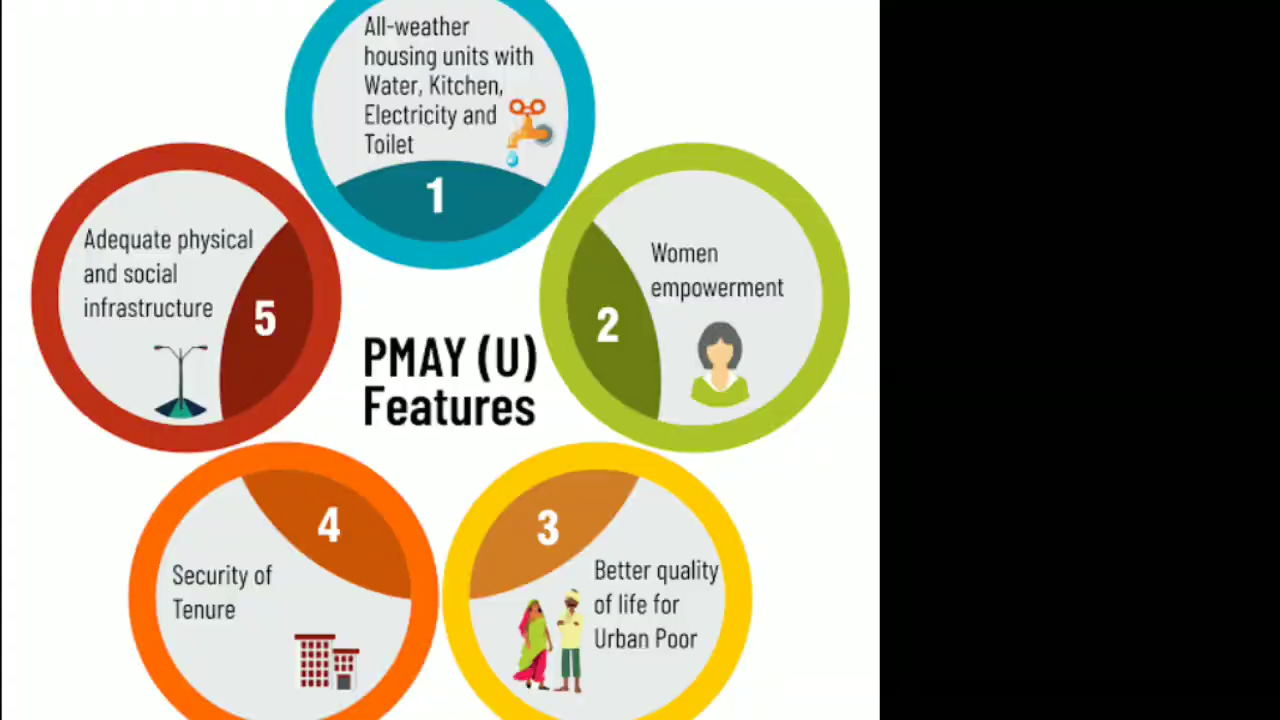 All-weather
housing units with
Water, Kitchen,
Electricity and
Toilet
1
Women
empowerment
2
Better quality
of life for
Urban Poor
3
Security of
Tenure
4
Adequate physical
and social
infrastructure
5
PMAY (U)
Features